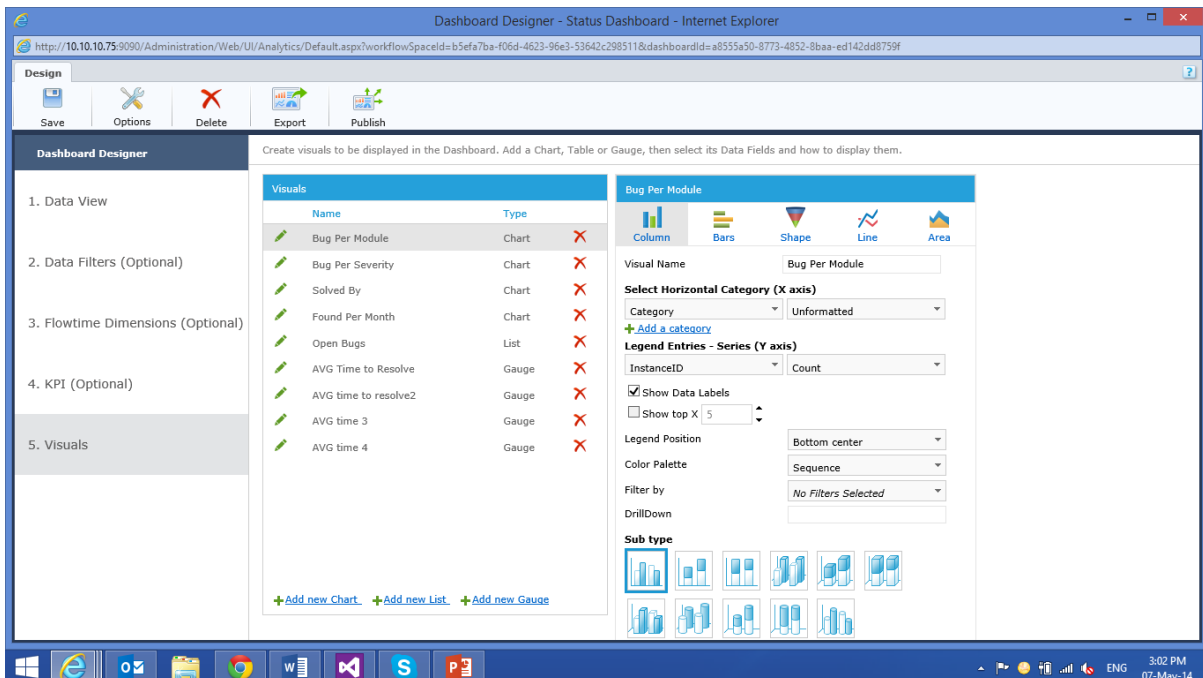 Dashboard Designer - Status Dashboard - Internet Explorer
http://10.10.10.75:9090/Administration/Web/UI/Analytics/Default.aspx?workflowSpaceId=b5efa7ba-f06d-4623-96e3-53642c298511&dashboardId=a8555a50-8773-4852-8baa-ed142dd8759f
Design
?
Save Options Delete Export Publish
Dashboard Designer
1. Data View
2. Data Filters (Optional)
3. Flowtime Dimensions (Optional)
4. KPI (Optional)
5. Visuals
Create visuals to be displayed in the Dashboard. Add a Chart, Table or Gauge, then select its Data Fields and how to display them.
Visuals
Name Type
Bug Per Module Chart
Bug Per Severity Chart
Solved By Chart
Found Per Month Chart
Open Bugs List
AVG Time to Resolve Gauge
AVG time to resolve2 Gauge
AVG time 3 Gauge
AVG time 4 Gauge
Add new Chart Add new List Add new Gauge
Bug Per Module
Column Bars Shape Line Area
Visual Name Bug Per Module
Select Horizontal Category (X axis)
Category Unformatted
Add a category
Legend Entries - Series (Y axis)
InstanceID Count
Show Data Labels
Show top X 5
Legend Position Bottom center
Color Palette Sequence
Filter by No Filters Selected
DrillDown
Sub type
ENG 3:02 PM
07-May-14